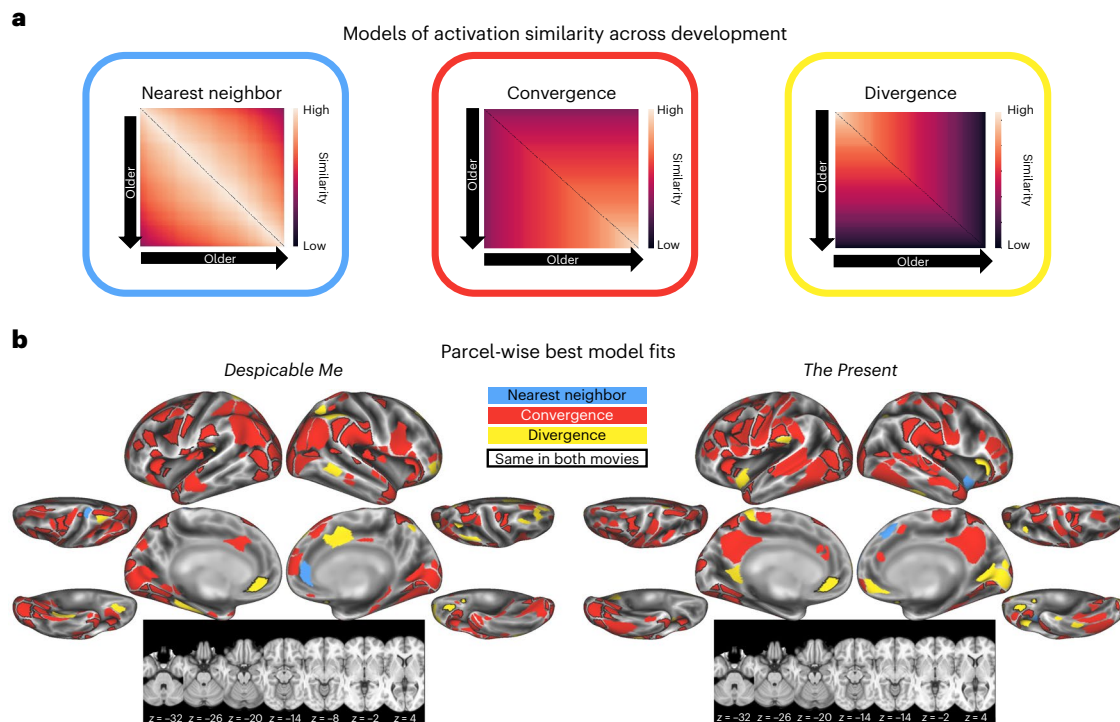 a
Models of activation similarity across development
Nearest neighbor
High
Similarity
Low
Older
Older
Convergence
High
Similarity
Low
Older
Older
Divergence
High
Similarity
Low
Older
Older
b
Parcel-wise best model fits
Despicable Me
The Present
Nearest neighbor
Convergence
Divergence
Same in both movies
z = −32 z = −26 z = −20 z = −14 z = −8 z = −2 z = 4
z = −32 z = −26 z = −20 z = −14 z = −14 z = −2 z = 4